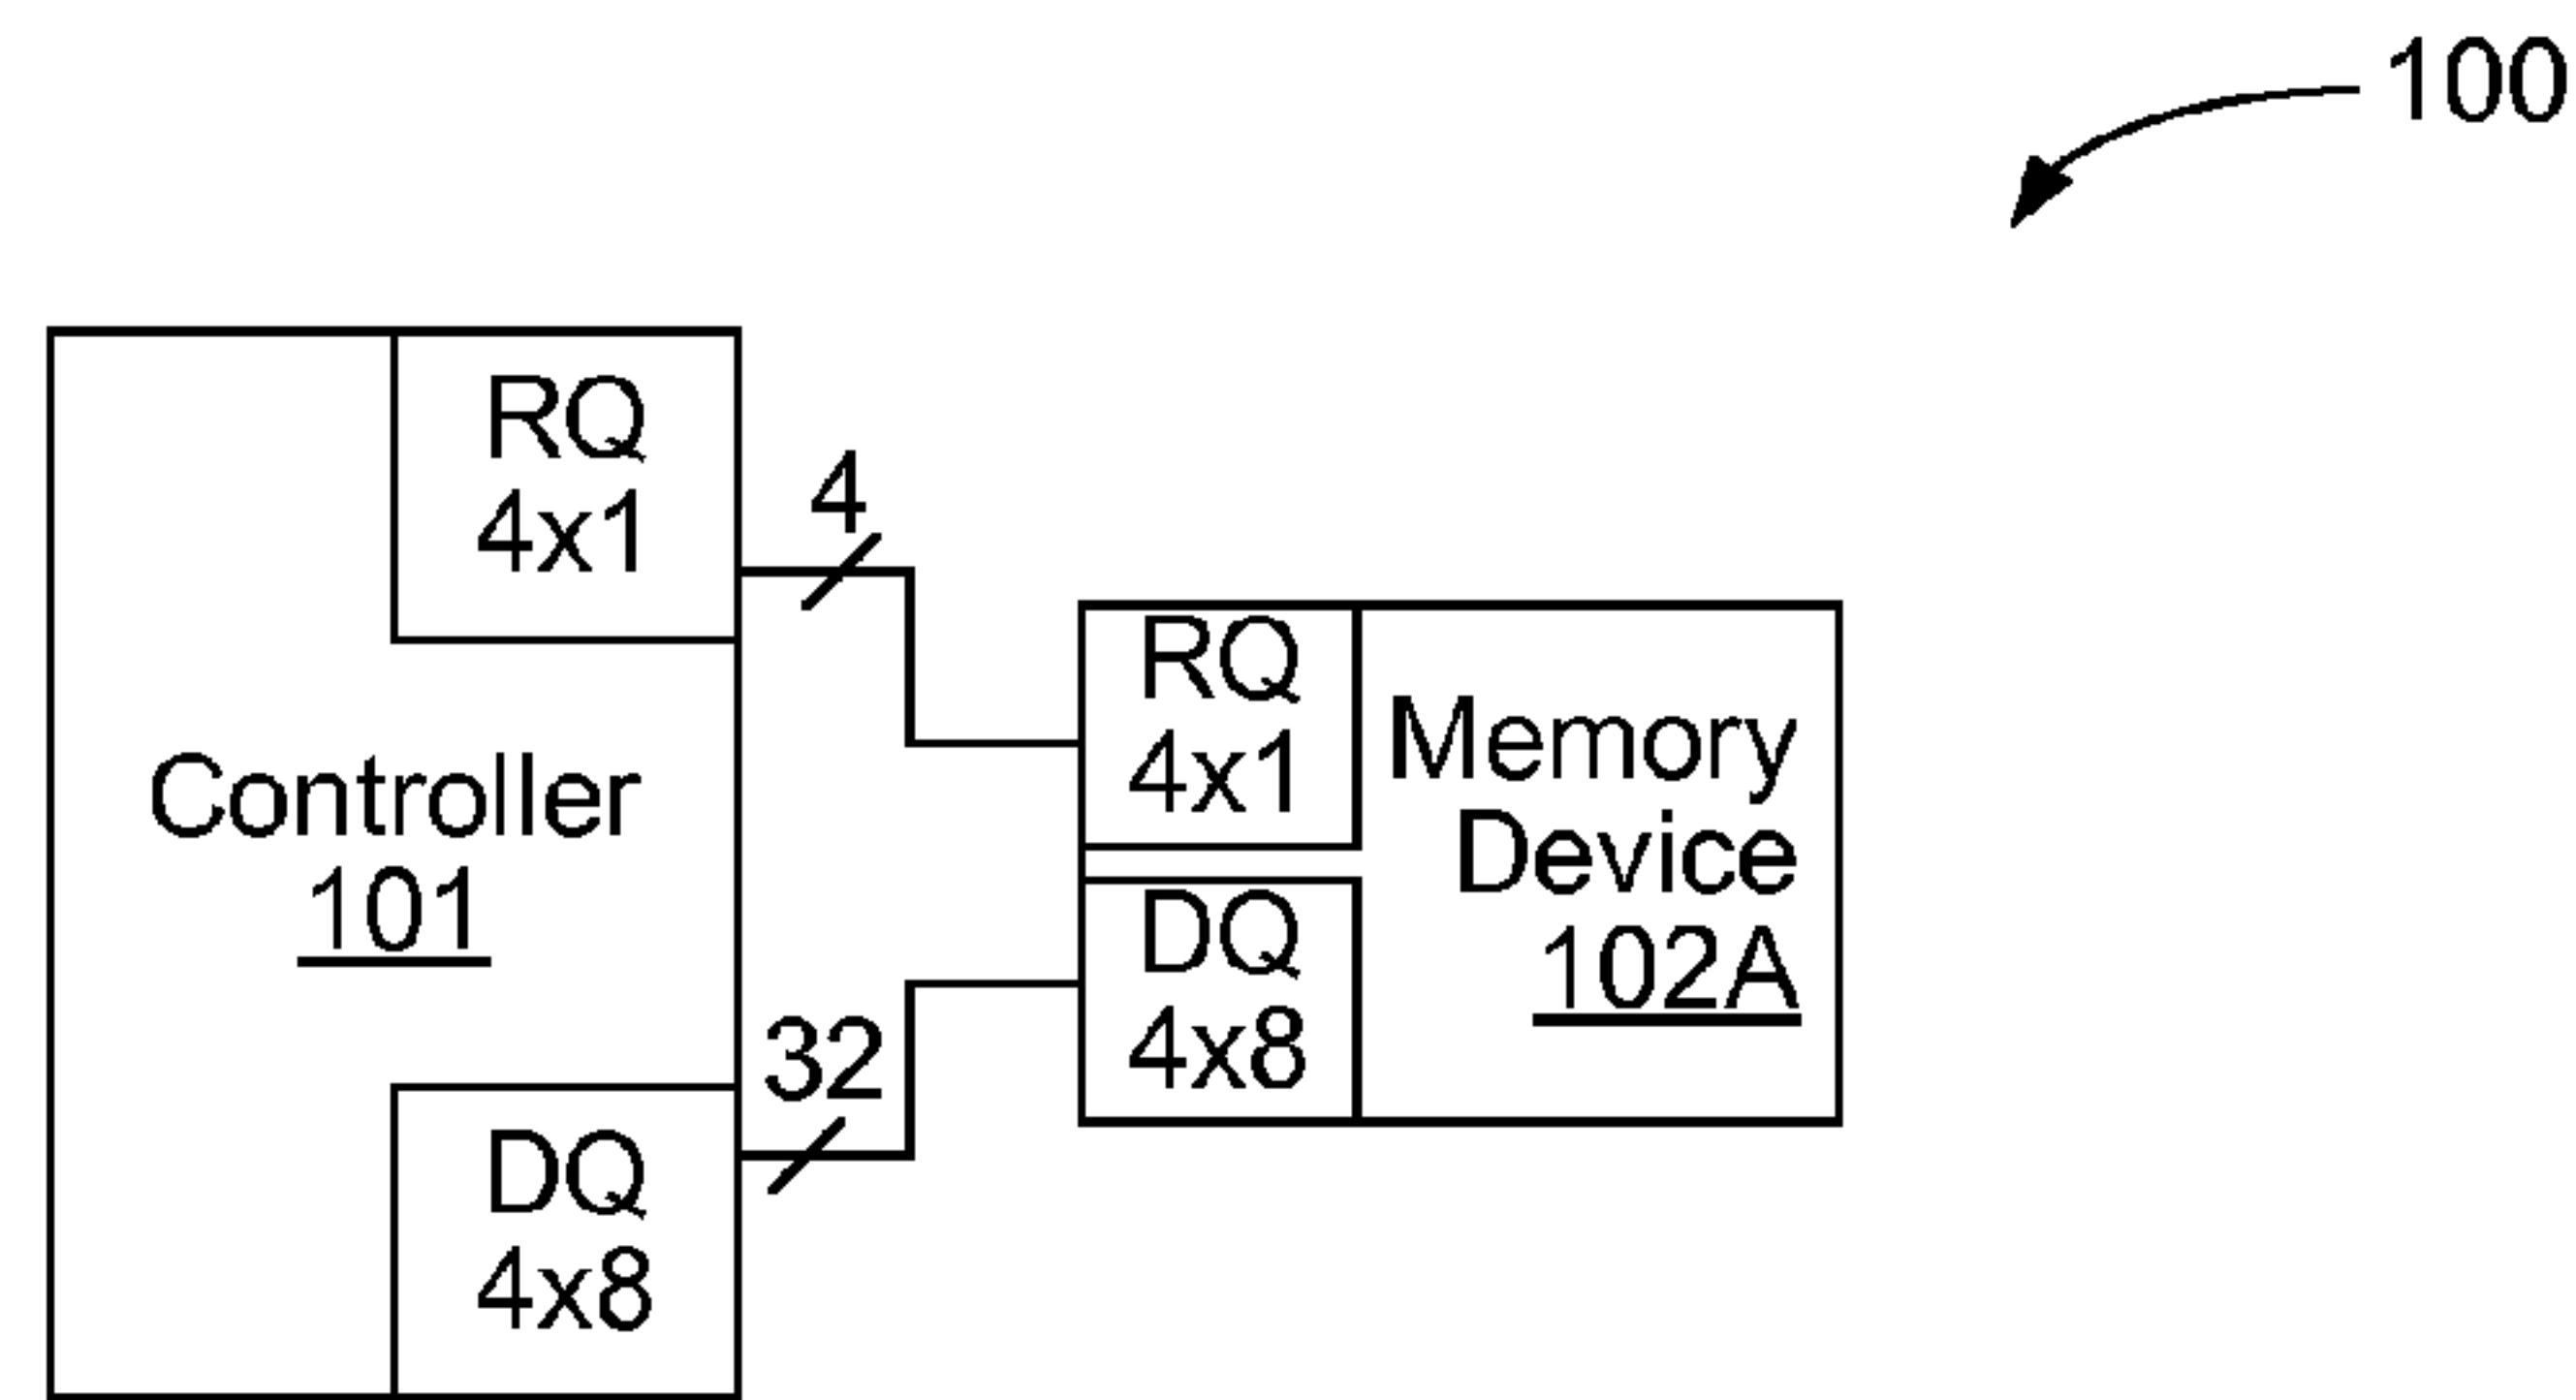 100
RQ
4x1
4
Controller
101
32
DQ
4x8
RQ
4x1
DQ
4x8
Memory
Device
102A